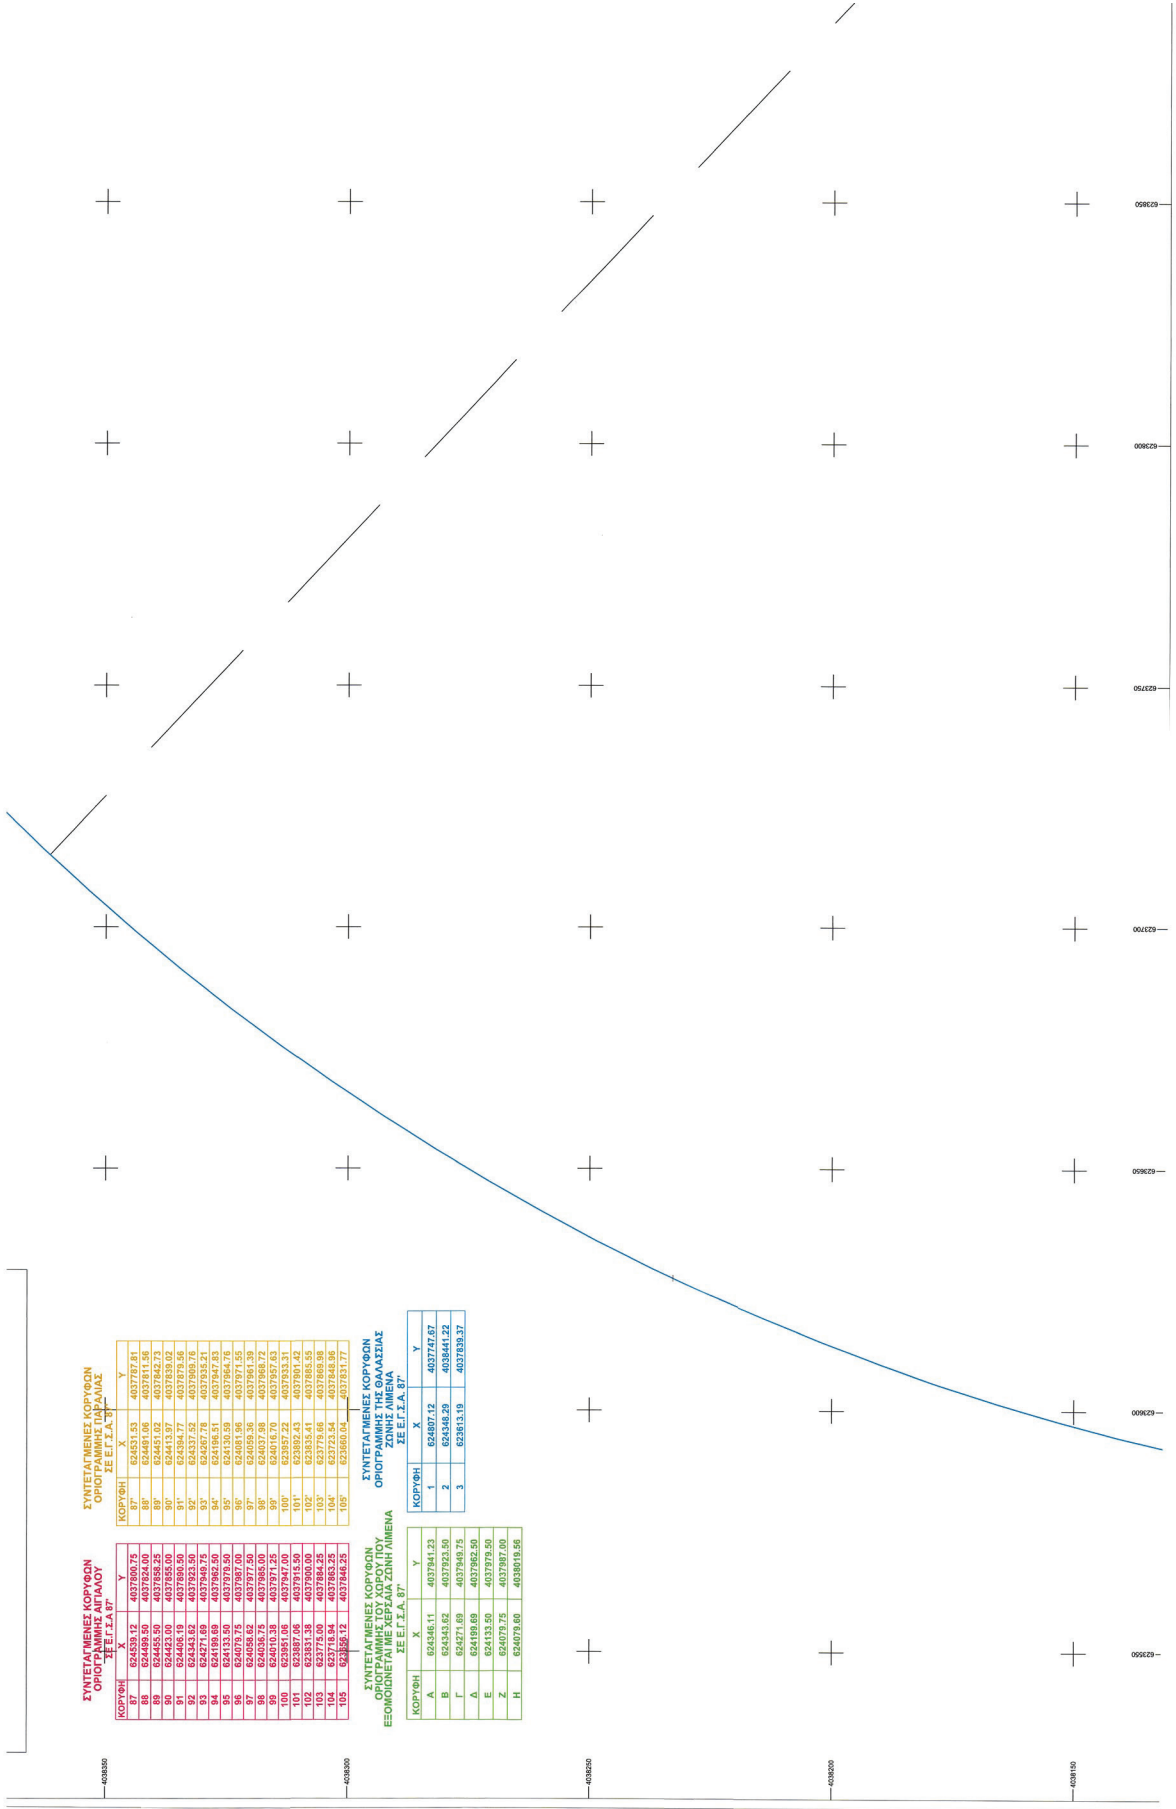 ΣΥΝΤΕΤΑΓΜΕΝΕΣ ΚΟΡΥΦΩΝ
ΟΡΙΟΓΡΑΜΜΗΣ ΑΙΓΙΑΛΟΥ
ΣΕ Ε.Γ.Σ.Α 87'
ΚΟΡΥΦΗ X Y
87 624539.12 4037800.75
88 624499.50 4037824.00
89 624455.50 4037858.25
90 624423.00 4037855.00
91 624406.19 4037890.50
92 624343.62 4037923.50
93 624271.69 4037949.75
94 624199.69 4037962.50
95 624133.50 4037979.50
96 624079.75 4037987.00
97 624058.62 4037977.50
98 624036.75 4037985.00
99 624010.38 4037971.25
100 623951.06 4037947.00
101 623887.06 4037915.50
102 623831.38 4037900.00
103 623775.00 4037884.25
104 623718.94 4037863.25
105 623656.12 4037846.25
ΣΥΝΤΕΤΑΓΜΕΝΕΣ ΚΟΡΥΦΩΝ
ΟΡΙΟΓΡΑΜΜΗΣ ΠΑΡΑΛΙΑΣ
ΣΕ Ε.Γ.Σ.Α. 87'
ΚΟΡΥΦΗ X Y
87' 624531.53 4037787.81
88' 624491.06 4037811.56
89' 624451.02 4037842.73
90' 624413.97 4037839.02
91' 624394.77 4037879.56
92' 624337.52 4037909.76
93' 624267.78 4037935.21
94' 624196.51 4037947.83
95' 624130.59 4037964.76
96' 624081.96 4037971.55
97' 624059.36 4037961.39
98' 624037.98 4037968.72
99' 624016.70 4037957.63
100' 623957.22 4037933.31
101' 623892.43 4037901.42
102' 623835.41 4037885.55
103' 623779.66 4037869.98
104' 623723.54 4037848.96
105' 623660.04 4037831.77
ΣΥΝΤΕΤΑΓΜΕΝΕΣ ΚΟΡΥΦΩΝ
ΟΡΙΟΓΡΑΜΜΗΣ ΤΟΥ ΧΩΡΟΥ ΠΟΥ
ΕΞΟΜΟΙΩΝΕΤΑΙ ΜΕ ΧΕΡΣΑΙΑ ΖΩΝΗ ΛΙΜΕΝΑ
ΣΕ Ε.Γ.Σ.Α. 87'
ΚΟΡΥΦΗ X Y
Α 624346.11 4037941.23
Β 624343.62 4037923.50
Γ 624271.69 4037949.75
Δ 624199.69 4037962.50
Ε 624133.50 4037979.50
Ζ 624079.75 4037987.00
Η 624079.60 4038019.56
ΣΥΝΤΕΤΑΓΜΕΝΕΣ ΚΟΡΥΦΩΝ
ΟΡΙΟΓΡΑΜΜΗΣ ΤΗΣ ΘΑΛΑΣΣΙΑΣ
ΖΩΝΗΣ ΛΙΜΕΝΑ
ΣΕ Ε.Γ.Σ.Α. 87'
ΚΟΡΥΦΗ X Y
1 624807.12 4037747.67
2 624348.29 4038441.22
3 623613.19 4037839.37
4038350
4038300
4038250
4038200
4038150
623550
623600
623650
623700
623750
623800
623850